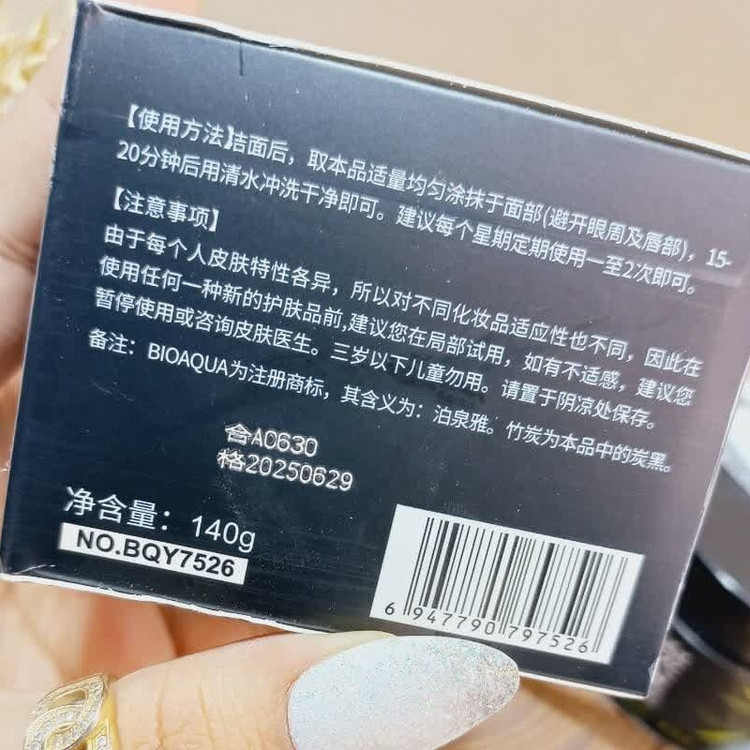 【使用方法】洁面后，取本品适量均匀涂抹于面部(避开眼周及唇部)，15-
20分钟后用清水冲洗干净即可。建议每个星期定期使用一至2次即可。
【注意事项】
由于每个人皮肤特性各异，所以对不同化妆品适应性也不同，因此在
使用任何一种新的护肤品前,建议您在局部试用，如有不适感，建议您
暂停使用或咨询皮肤医生。三岁以下儿童勿用。请置于阴凉处保存。
备注：BIOAQUA为注册商标，其含义为：泊泉雅。竹炭为本品中的炭黑。
合AC630
格20250629
净含量：140g
NO.BQY7526
6 947790 797526